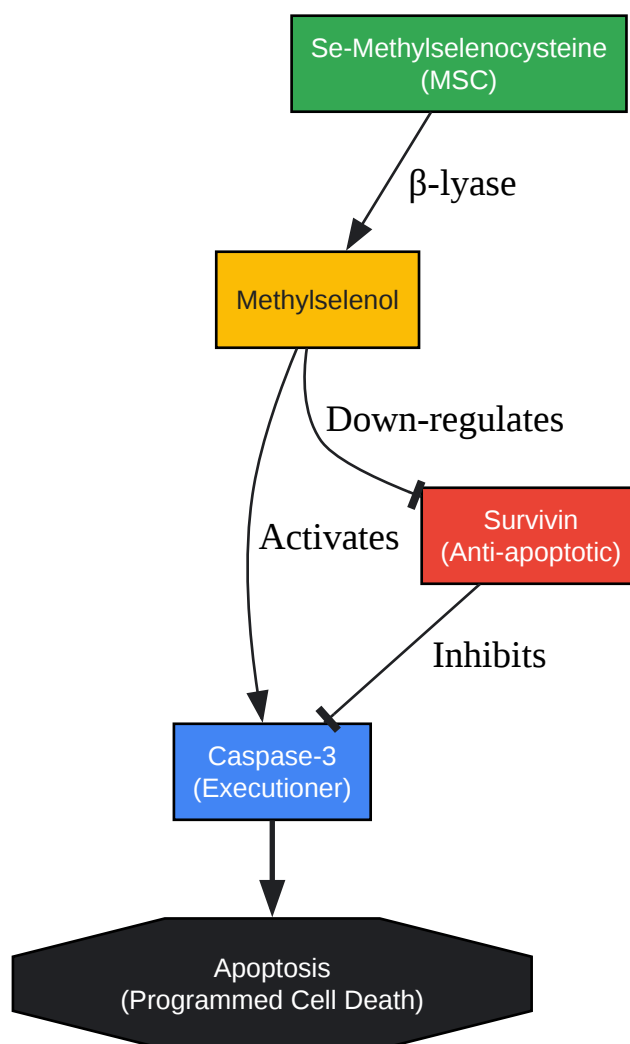 Se-Methylselenocysteine
(MSC)
β-lyase
Methylselenol
Down-regulates
Activates
Survivin
(Anti-apoptotic)
Inhibits
Caspase-3
(Executioner)
Apoptosis
(Programmed Cell Death)